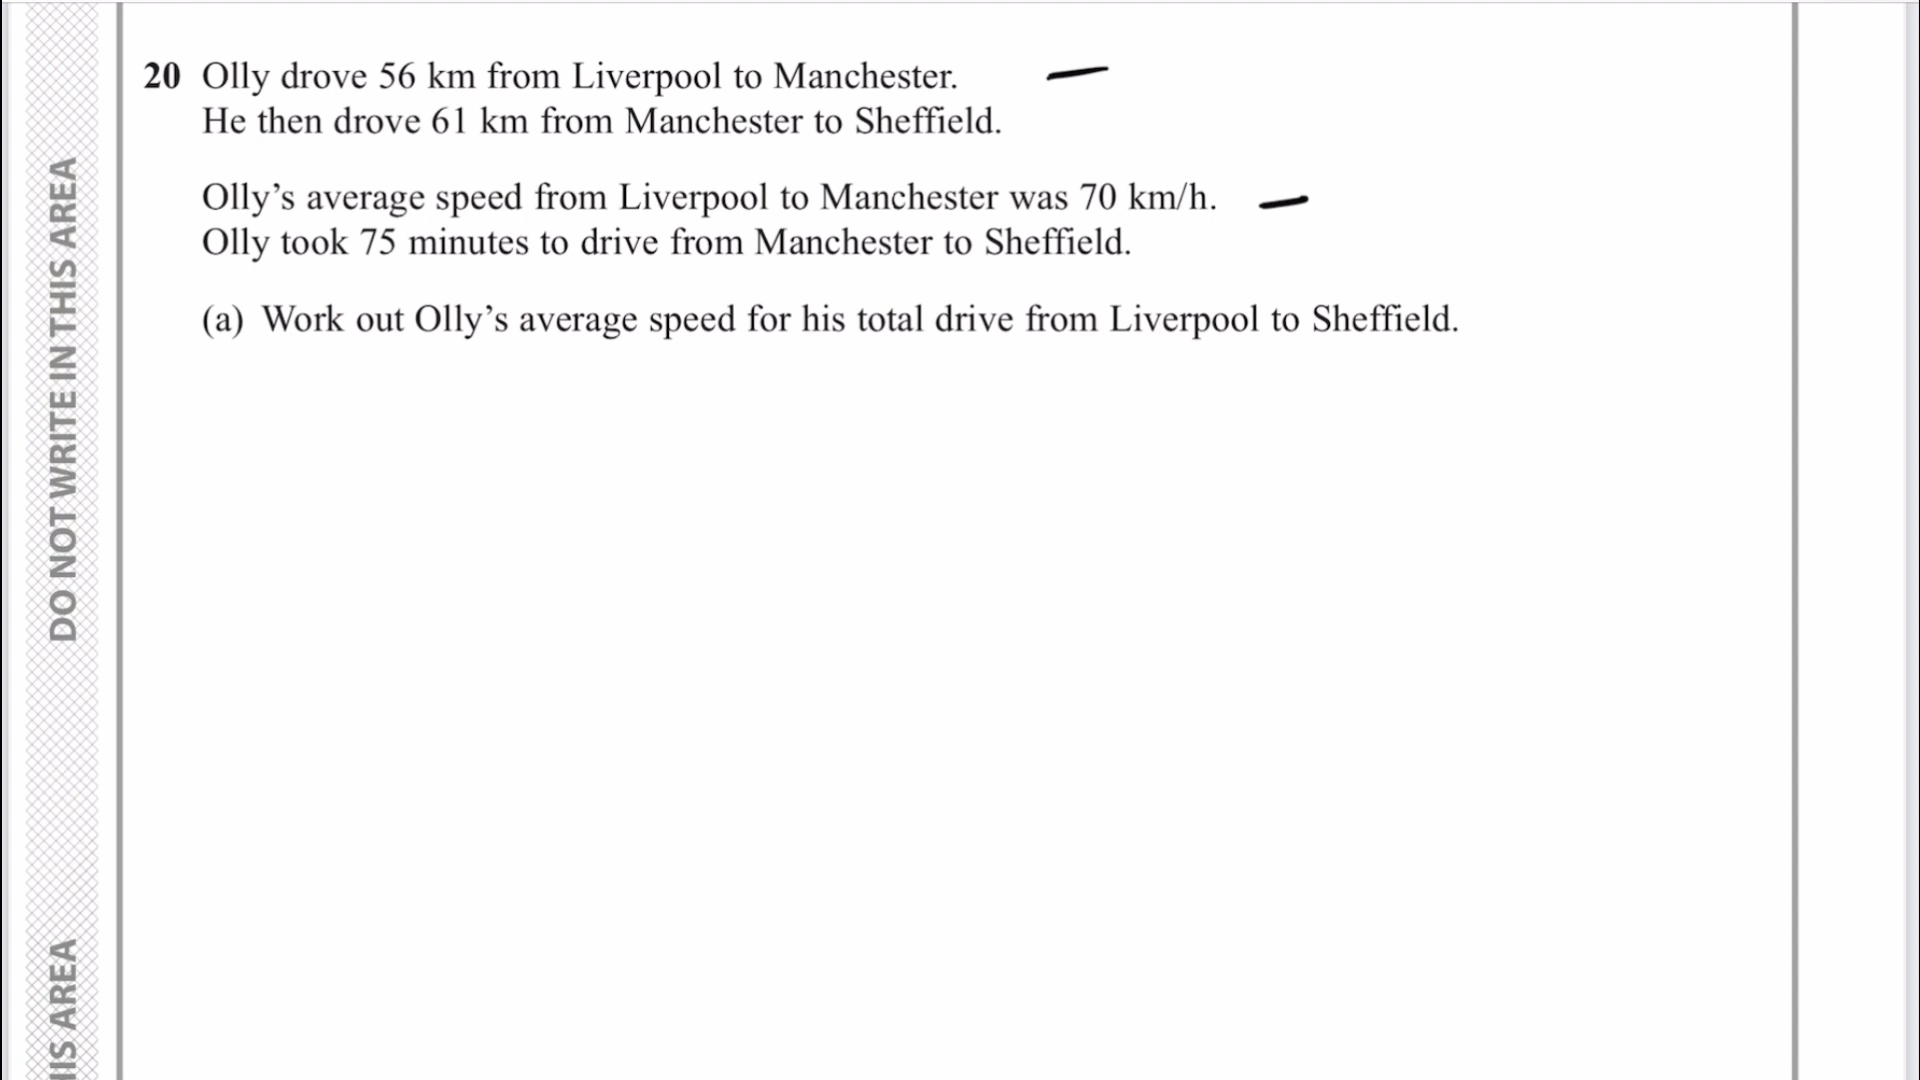 20 Olly drove 56 km from Liverpool to Manchester.
He then drove 61 km from Manchester to Sheffield.
Olly’s average speed from Liverpool to Manchester was 70 km/h.
Olly took 75 minutes to drive from Manchester to Sheffield.
(a) Work out Olly’s average speed for his total drive from Liverpool to Sheffield.
DO NOT WRITE IN THIS AREA
IS AREA